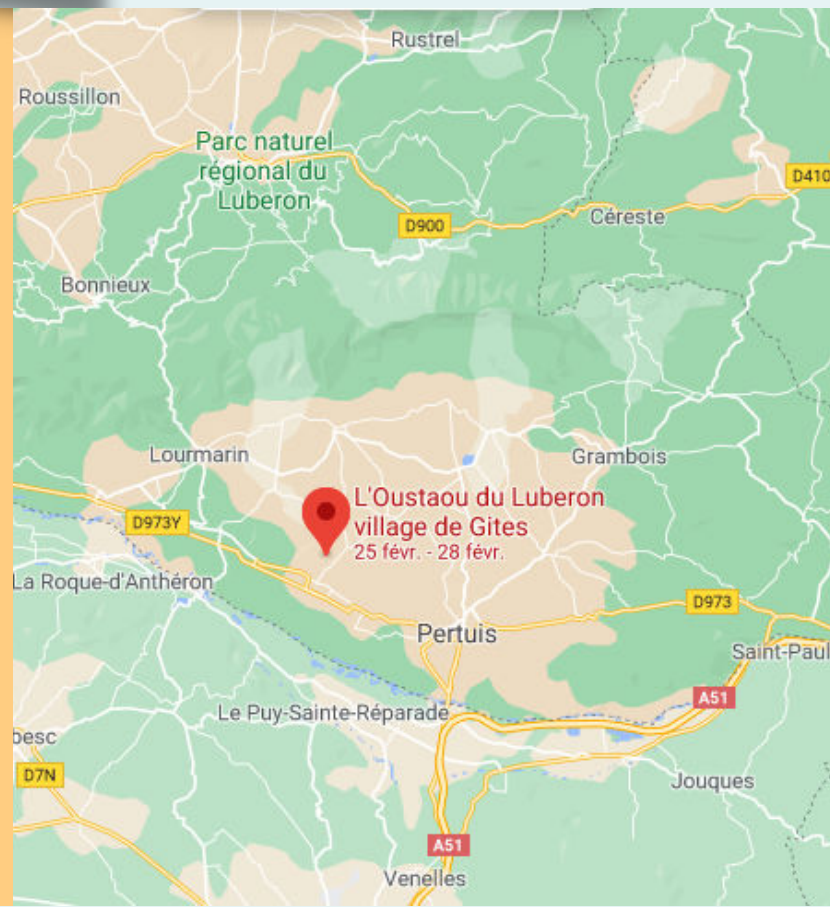 Rustrel
Roussillon
Parc naturel
régional du
Luberon
D410
Céreste
D900
Bonnieux
Lourmarin
Grambois
L'Oustaou du Luberon
village de Gites
25 févr. - 28 févr.
D973Y
La Roque-d'Anthéron
D973
Pertuis
Saint-Paul
A51
Le Puy-Sainte-Réparade
besc
D7N
Jouques
A51
Venelles